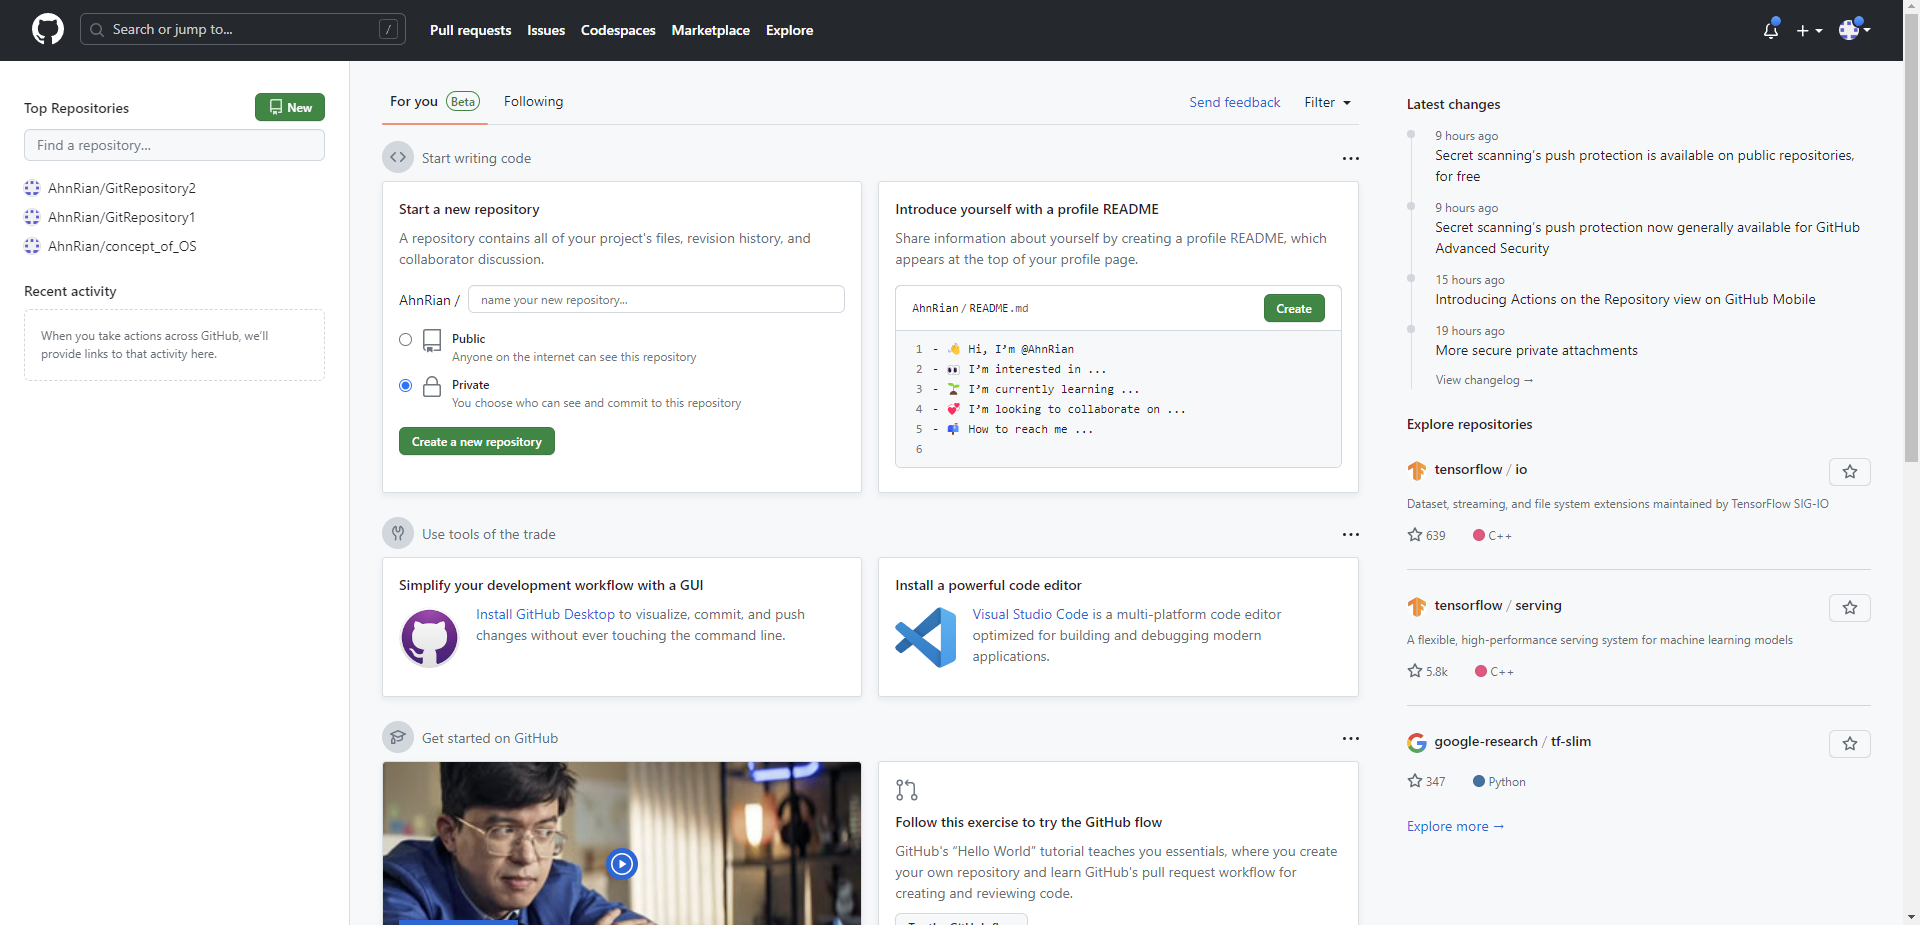 Search or jump to...
/
Pull requests
Issues
Codespaces
Marketplace
Explore
Top Repositories
New
Find a repository...
AhnRian/GitRepository2
AhnRian/GitRepository1
AhnRian/concept_of_OS
Recent activity
When you take actions across GitHub, we'll
provide links to that activity here.
For you Beta
Following
Send feedback
Filter
Start writing code
Start a new repository
A repository contains all of your project's files, revision history, and
collaborator discussion.
AhnRian / name your new repository...
Public
Anyone on the internet can see this repository
Private
You choose who can see and commit to this repository
Create a new repository
Introduce yourself with a profile README
Share information about yourself by creating a profile README, which
appears at the top of your profile page.
AhnRian / README.md
Create
1 - 👋 Hi, I'm @AhnRian
2 - 👀 I'm interested in ...
3 - 🌱 I'm currently learning ...
4 - 💞️ I'm looking to collaborate on ...
5 - 📫 How to reach me ...
6
Use tools of the trade
Simplify your development workflow with a GUI
Install GitHub Desktop to visualize, commit, and push
changes without ever touching the command line.
Install a powerful code editor
Visual Studio Code is a multi-platform code editor
optimized for building and debugging modern
applications.
Get started on GitHub
Follow this exercise to try the GitHub flow
GitHub's “Hello World” tutorial teaches you essentials, where you create
your own repository and learn GitHub's pull request workflow for
creating and reviewing code.
Latest changes
9 hours ago
Secret scanning's push protection is available on public repositories,
for free
9 hours ago
Secret scanning's push protection now generally available for GitHub
Advanced Security
15 hours ago
Introducing Actions on the Repository view on GitHub Mobile
19 hours ago
More secure private attachments
View changelog →
Explore repositories
tensorflow / io
Dataset, streaming, and file system extensions maintained by TensorFlow SIG-IO
639
C++
tensorflow / serving
A flexible, high-performance serving system for machine learning models
5.8k
C++
google-research / tf-slim
347
Python
Explore more →